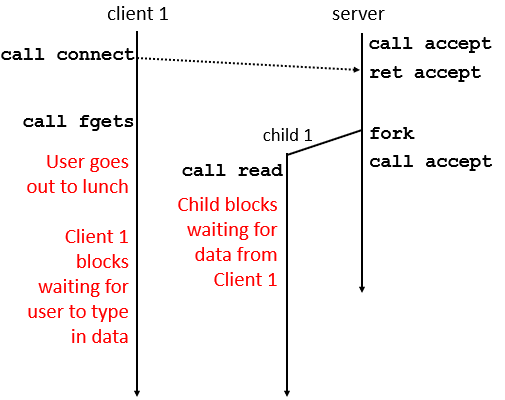 client 1
server
call connect
call accept
ret accept
call fgets
child 1
fork
call accept
User goes
out to lunch
call read
Child blocks
waiting for
data from
Client 1
Client 1
blocks
waiting for
user to type
in data